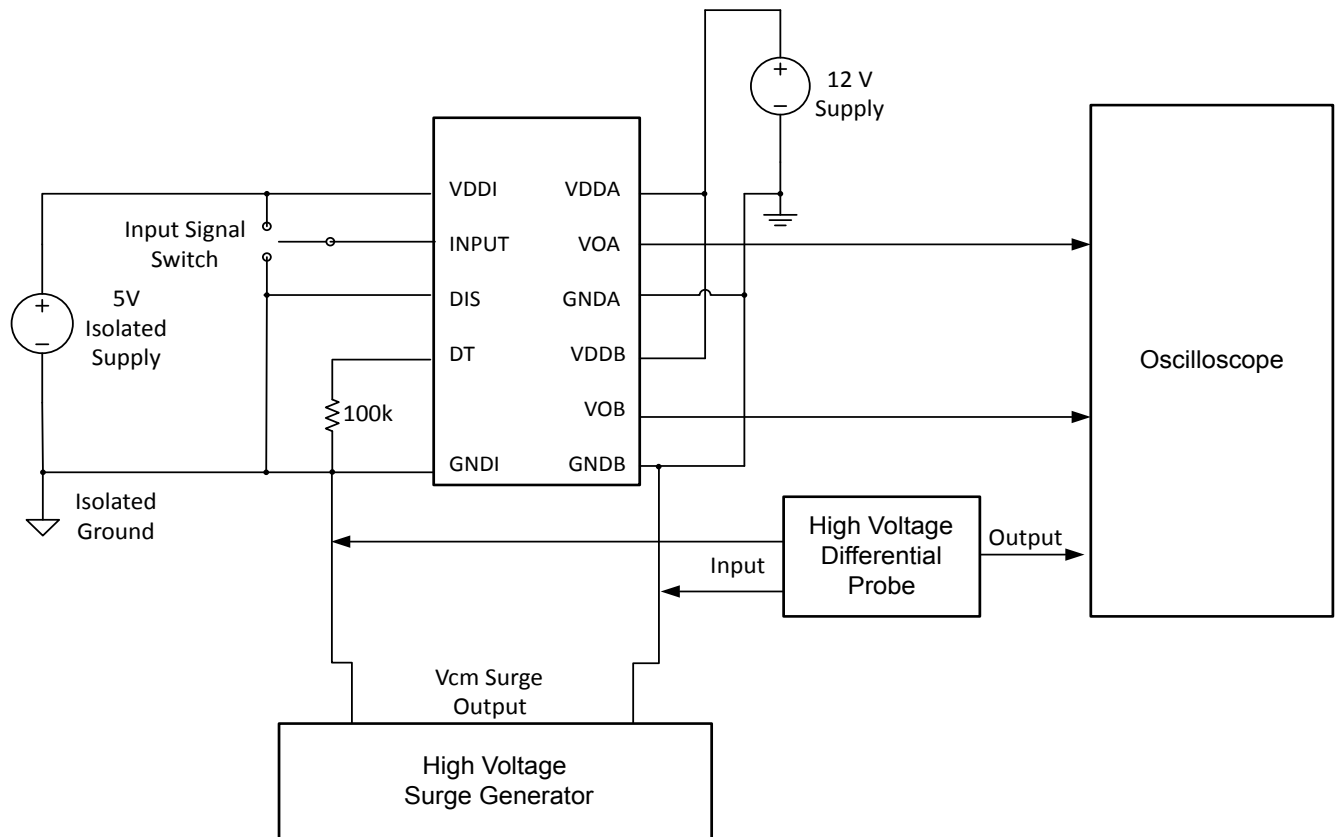 12 V
Supply
+
−
VDDI
VDDA
Input Signal
Switch
INPUT
VOA
5V
Isolated
Supply
+
−
DIS
GNDA
DT
VDDB
Oscilloscope
100k
VOB
GNDI
GNDB
Isolated
Ground
High Voltage
Differential
Probe
Input
Output
Vcm Surge
Output
High Voltage
Surge Generator